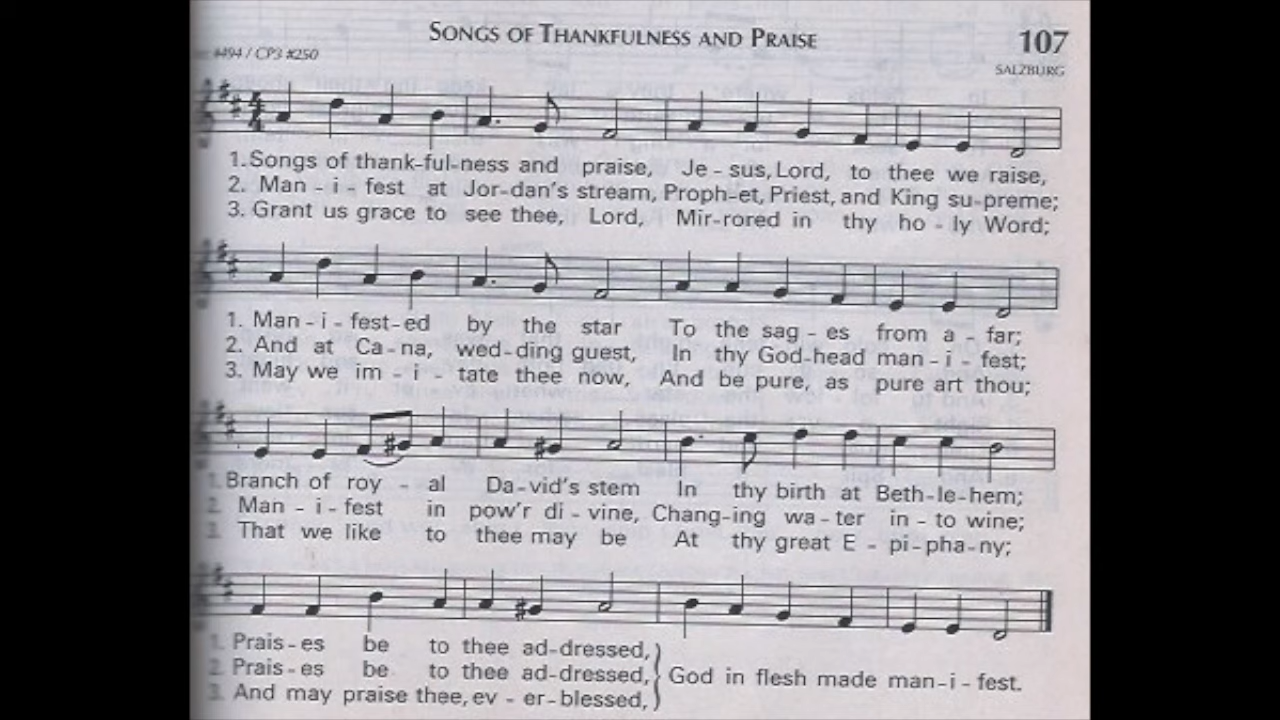 SONGS OF THANKFULNESS AND PRAISE
107
#494 / CP3 #250
SALZBURG
1. Songs of thank-ful-ness and praise, Je - sus, Lord, to thee we raise,
2. Man - i - fest at Jor-dan's stream, Proph-et, Priest, and King su-preme;
3. Grant us grace to see thee, Lord, Mir-rored in thy ho - ly Word;
1. Man - i - fest-ed by the star To the sag - es from a far;
2. And at Ca-na, wed-ding guest, In thy God-head man - i - fest;
3. May we im - i - tate thee now, And be pure, as pure art thou;
1. Branch of roy - al Da-vid's stem In thy birth at Beth-le-hem;
2. Man - i - fest in pow'r di - vine, Chang-ing wa - ter in - to wine;
3. That we like to thee may be At thy great E - pi-pha-ny;
1. Prais-es be to thee ad-dressed,
2. Prais-es be to thee ad-dressed, God in flesh made man-i-fest.
3. And may praise thee, ev - er-blessed,